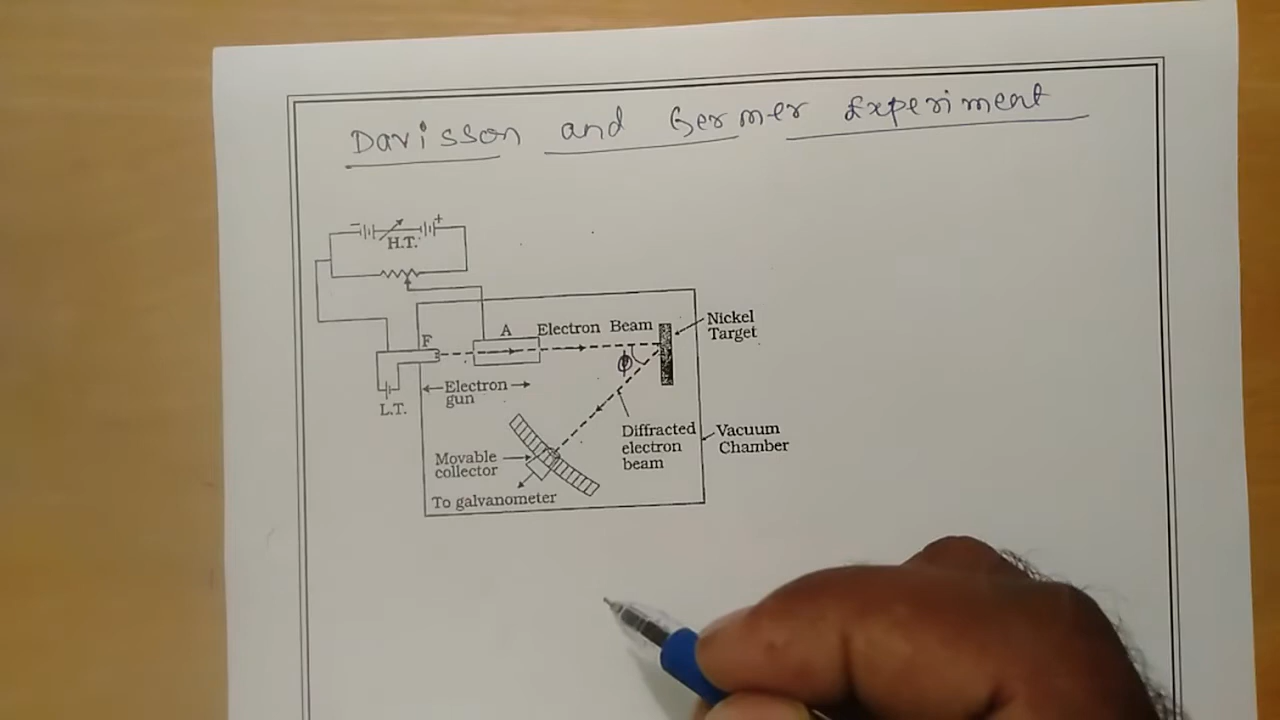 Davisson and Germer Experiment
− +
H.T.
F
A
Electron Beam
Nickel
Target
ϕ
Electron
gun
L.T.
Diffracted
electron
beam
Vacuum
Chamber
Movable
collector
To galvanometer